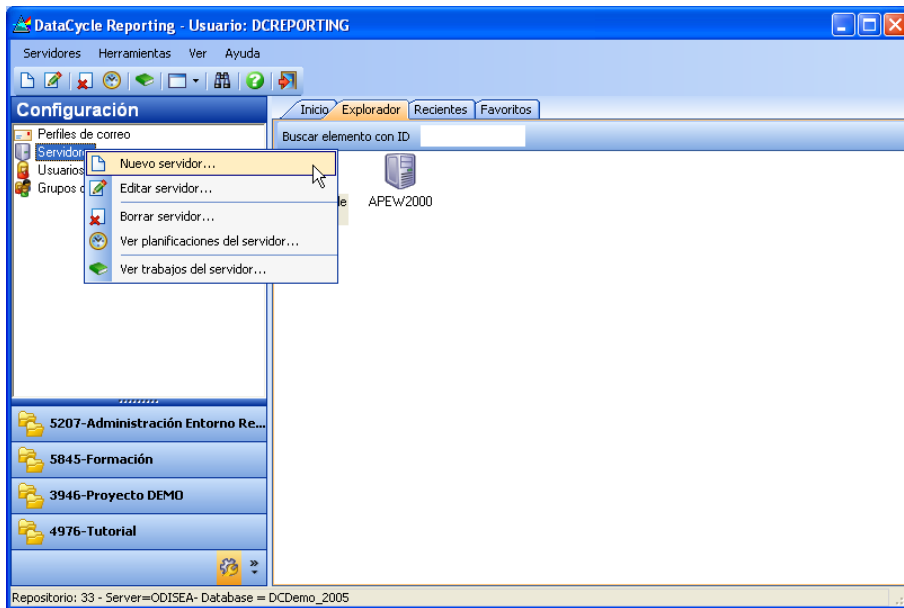 DataCycle Reporting - Usuario: DCREPORTING
Servidores Herramientas Ver Ayuda
Configuración
Inicio Explorador Recientes Favoritos
Buscar elemento con ID
Perfiles de correo
Servidor
Usuarios
Grupos
Nuevo servidor...
Editar servidor...
Borrar servidor...
Ver planificaciones del servidor...
Ver trabajos del servidor...
le
APEW2000
5207-Administración Entorno Re...
5845-Formación
3946-Proyecto DEMO
4976-Tutorial
Repositorio: 33 - Server=ODISEA- Database = DCDemo_2005